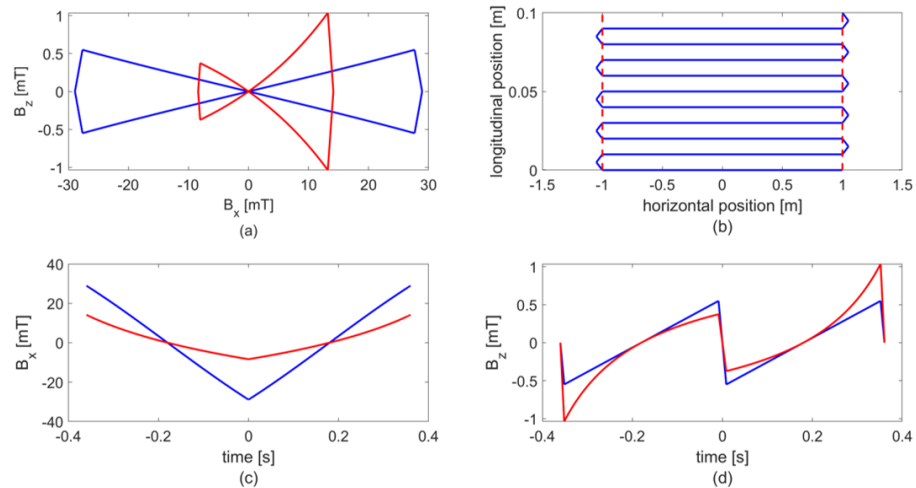 1
0.5
0
-0.5
-1
B_z [mT]
-30 -20 -10 0 10 20 30
B_x [mT]
(a)
0.1
0.05
0
longitudinal position [m]
-1.5 -1 -0.5 0 0.5 1 1.5
horizontal position [m]
(b)
40
20
0
-20
40
B_x [mT]
-0.4 -0.2 0 0.2 0.4
time [s]
(c)
1
0.5
0
-0.5
-1
B_z [mT]
-0.4 -0.2 0 0.2 0.4
time [s]
(d)